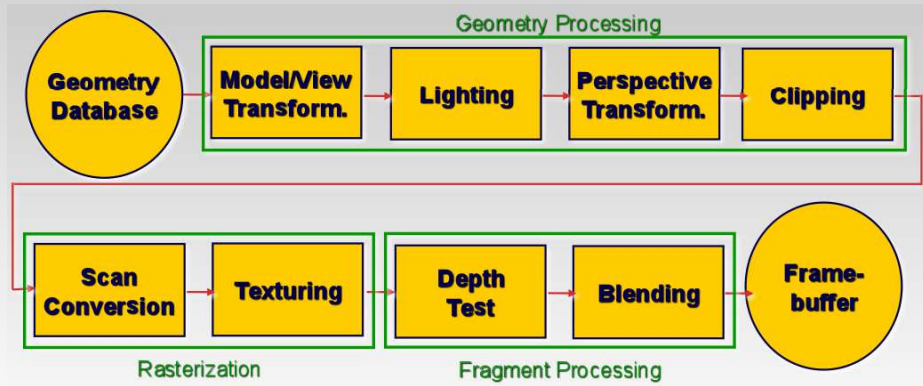 Geometry Processing
Geometry
Database
Model/View
Transform.
Lighting
Perspective
Transform.
Clipping
Scan
Conversion
Texturing
Depth
Test
Blending
Frame-
buffer
Rasterization
Fragment Processing